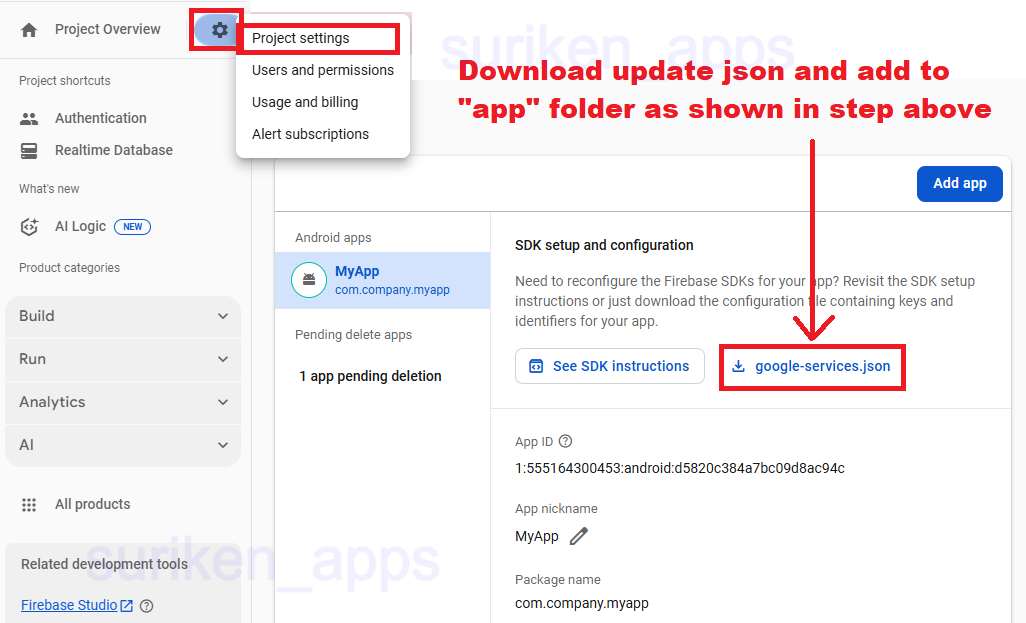 Project Overview
Project settings
Users and permissions
Usage and billing
Alert subscriptions
suriken_apps
Download update json and add to
"app" folder as shown in step above
Project shortcuts
Authentication
Realtime Database
What's new
AI Logic NEW
Product categories
Build
Run
Analytics
AI
All products
Related development tools
Firebase Studio
suriken_apps
Add app
Android apps
MyApp
com.company.myapp
Pending delete apps
1 app pending deletion
SDK setup and configuration
Need to reconfigure the Firebase SDKs for your app? Revisit the SDK setup
instructions or just download the configuration file containing keys and
identifiers for your app.
See SDK instructions
google-services.json
App ID
1:555164300453:android:d5820c384a7bc09d8ac94c
App nickname
MyApp
Package name
com.company.myapp